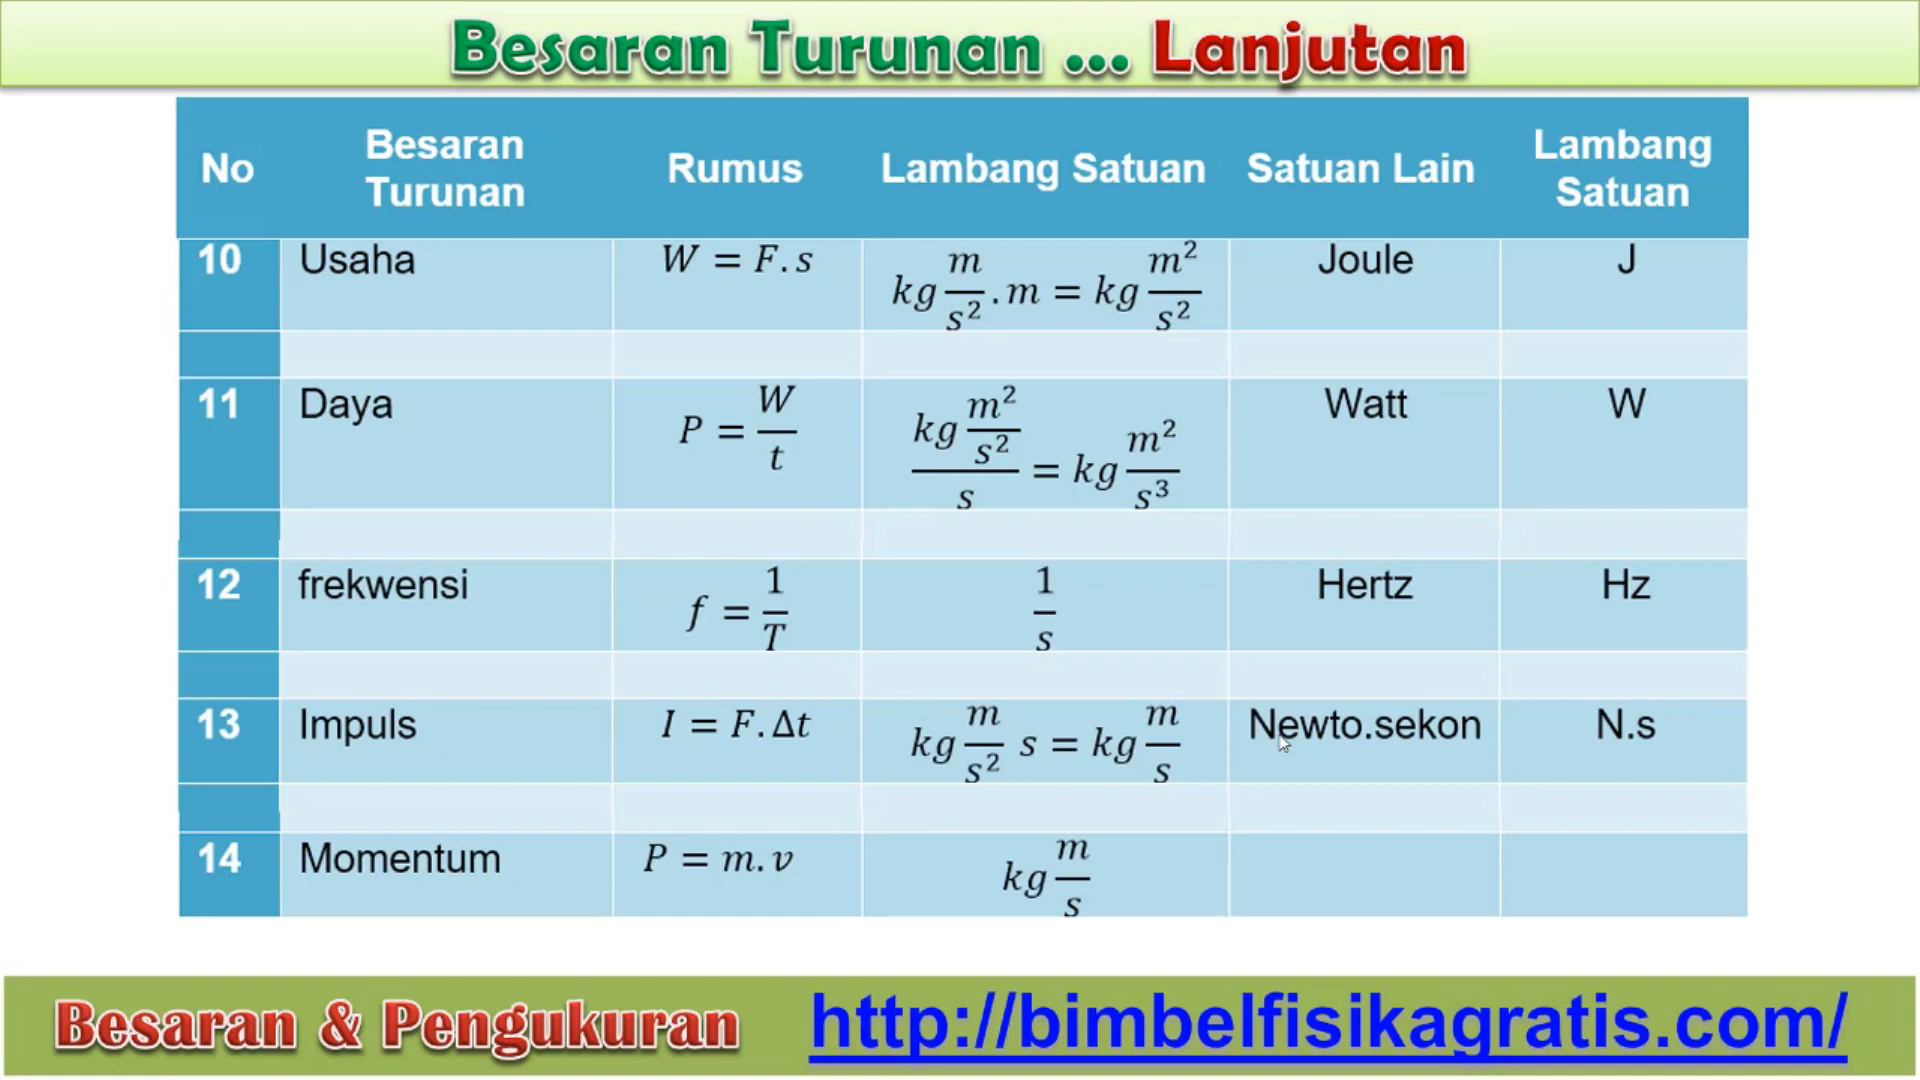 Besaran Turunan ... Lanjutan
No Besaran Turunan Rumus Lambang Satuan Satuan Lain Lambang Satuan
10 Usaha W = F.s kg m/s² .m = kg m²/s² Joule J
11 Daya P = W/t (kg m²/s²)/s = kg m²/s³ Watt W
12 frekwensi f = 1/T 1/s Hertz Hz
13 Impuls I = F.Δt kg m/s² s = kg m/s Newto.sekon N.s
14 Momentum P = m.v kg m/s
Besaran & Pengukuran http://bimbelfisikagratis.com/